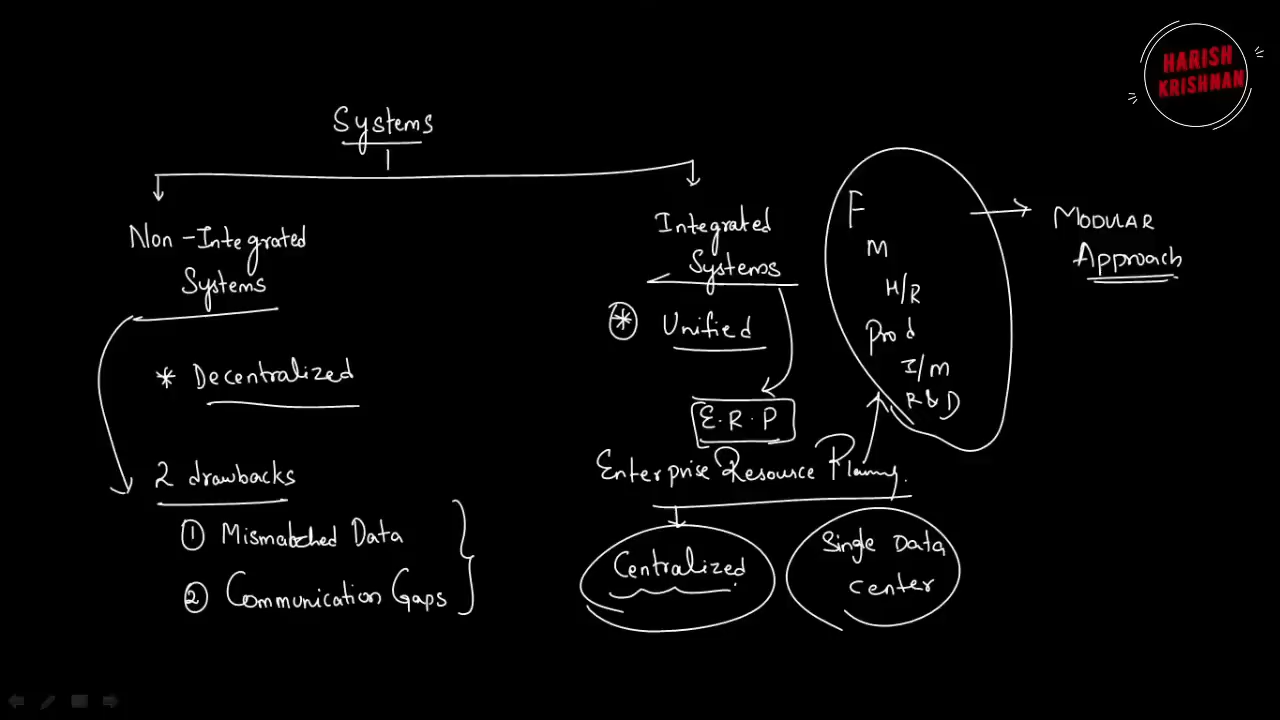 HARISH
KRISHNAN
Systems
Non-Integrated
Systems
* Decentralized
2 drawbacks
① Mismatched Data
② Communication Gaps
Integrated
Systems
* Unified
E.R.P
Enterprise Resource Planning.
Centralized
Single Data
Center
F
M
H/R
Prod
I/M
R&D
MODULAR
Approach